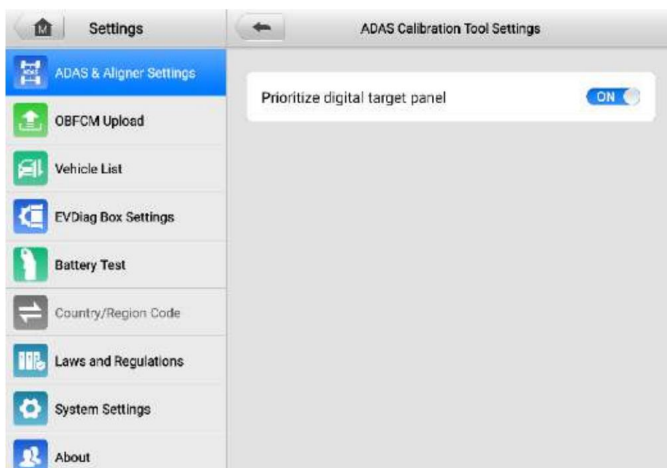 Settings
ADAS Calibration Tool Settings
ADAS & Aligner Settings
OBFCM Upload
Vehicle List
EVDiag Box Settings
Battery Test
Country/Region Code
Laws and Regulations
System Settings
About
Prioritize digital target panel
ON